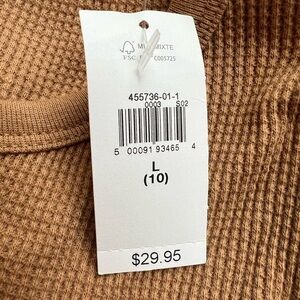 MIXTE
FSC
C005725
455736-01-1
0003 S02
5 00091 93465 4
L
(10)
$29.95